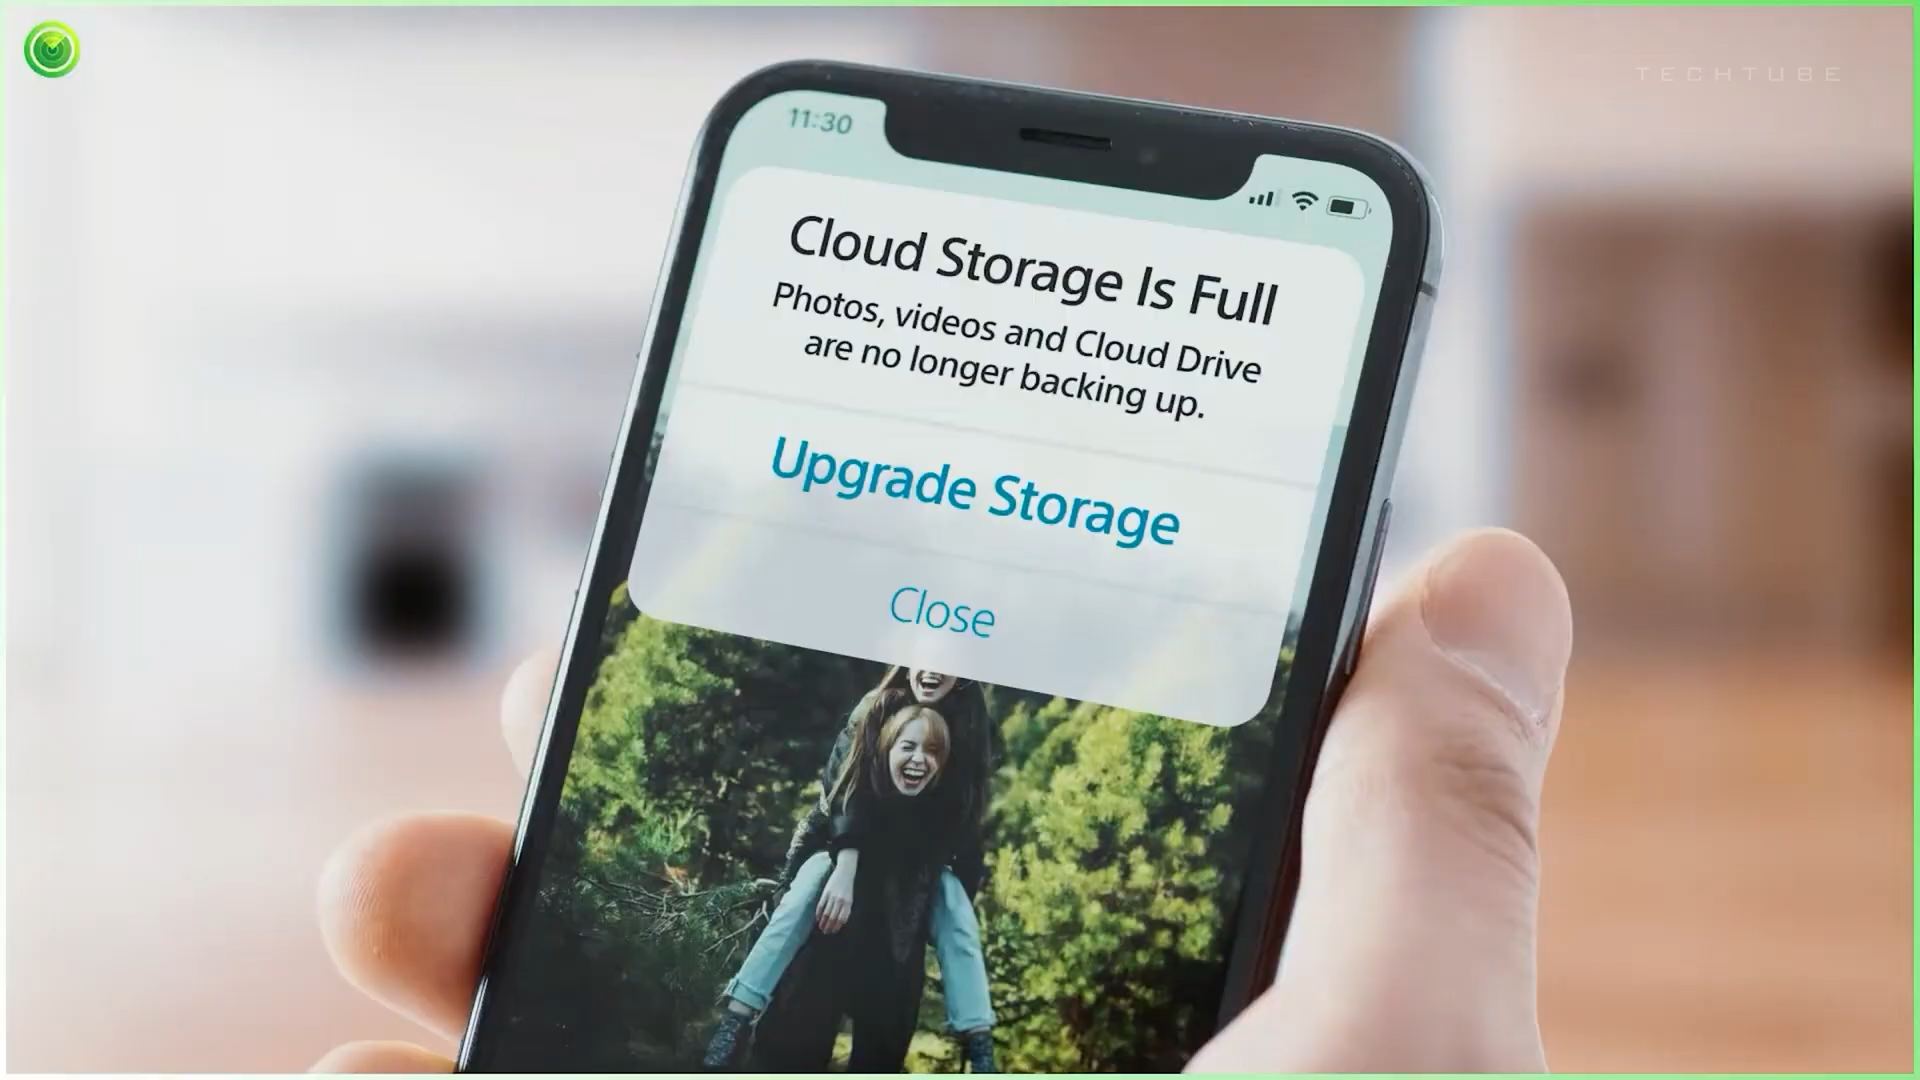 TECHTUBE
11:30
Cloud Storage Is Full
Photos, videos and Cloud Drive
are no longer backing up.
Upgrade Storage
Close